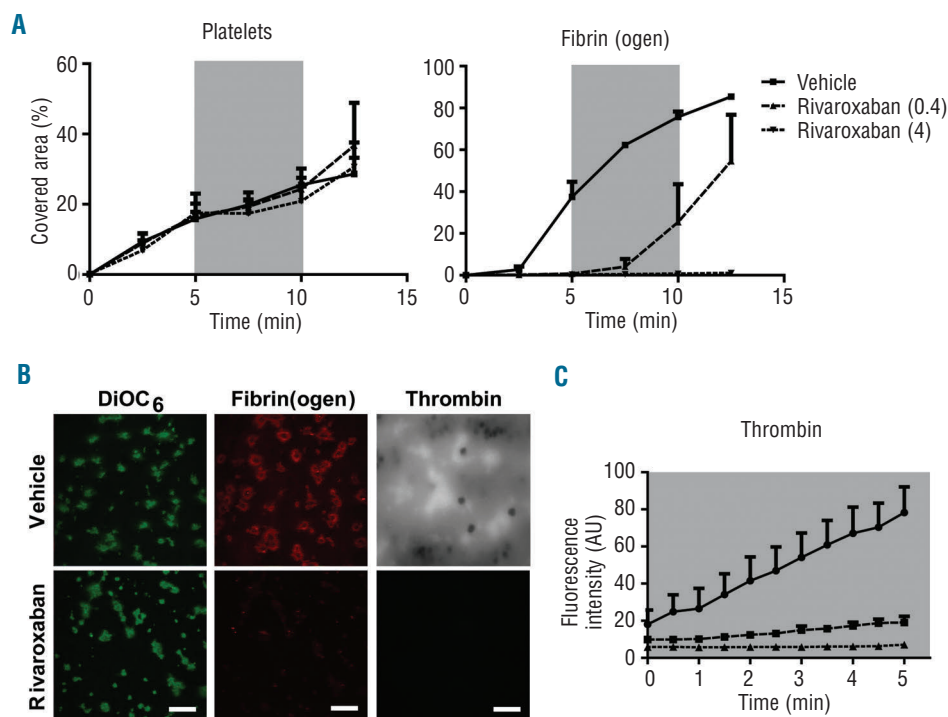 A
Platelets
Covered area (%)
60
40
20
0
0 5 10 15
Time (min)
Fibrin (ogen)
100
80
60
40
20
0
0 5 10 15
Time (min)
Vehicle
Rivaroxaban (0.4)
Rivaroxaban (4)
B
DiOC6 Fibrin(ogen) Thrombin
Vehicle
Rivaroxaban
C
Thrombin
Fluorescence
intensity (AU)
100
80
60
40
20
0
0 1 2 3 4 5
Time (min)